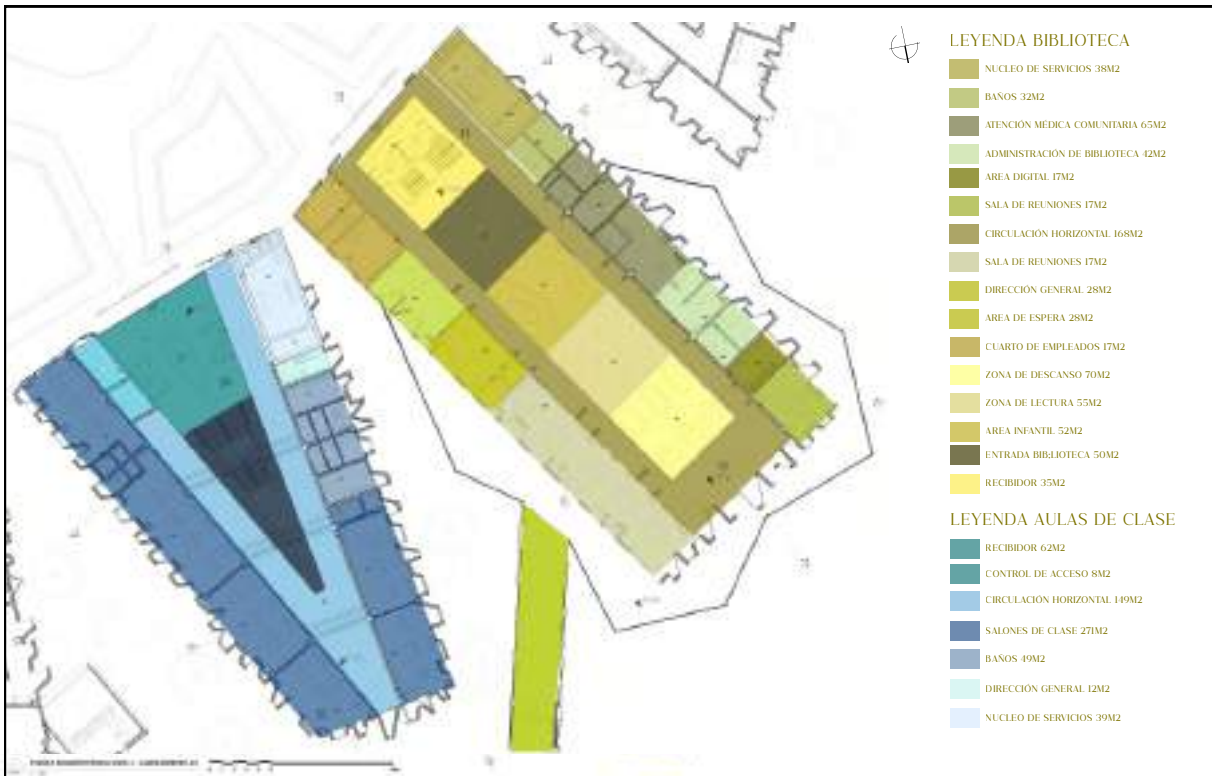 LEYENDA BIBLIOTECA
NUCLEO DE SERVICIOS 38M2
BAÑOS 32M2
ATENCIÓN MÉDICA COMUNITARIA 65M2
ADMINISTRACIÓN DE BIBLIOTECA 42M2
AREA DIGITAL 17M2
SALA DE REUNIONES 17M2
CIRCULACIÓN HORIZONTAL 168M2
SALA DE REUNIONES 17M2
DIRECCIÓN GENERAL 28M2
AREA DE ESPERA 28M2
CUARTO DE EMPLEADOS 17M2
ZONA DE DESCANSO 70M2
ZONA DE LECTURA 55M2
AREA INFANTIL 52M2
ENTRADA BIB;LIOTECA 50M2
RECIBIDOR 35M2
LEYENDA AULAS DE CLASE
RECIBIDOR 62M2
CONTROL DE ACCESO 8M2
CIRCULACIÓN HORIZONTAL 149M2
SALONES DE CLASE 271M2
BAÑOS 49M2
DIRECCIÓN GENERAL 12M2
NUCLEO DE SERVICIOS 39M2